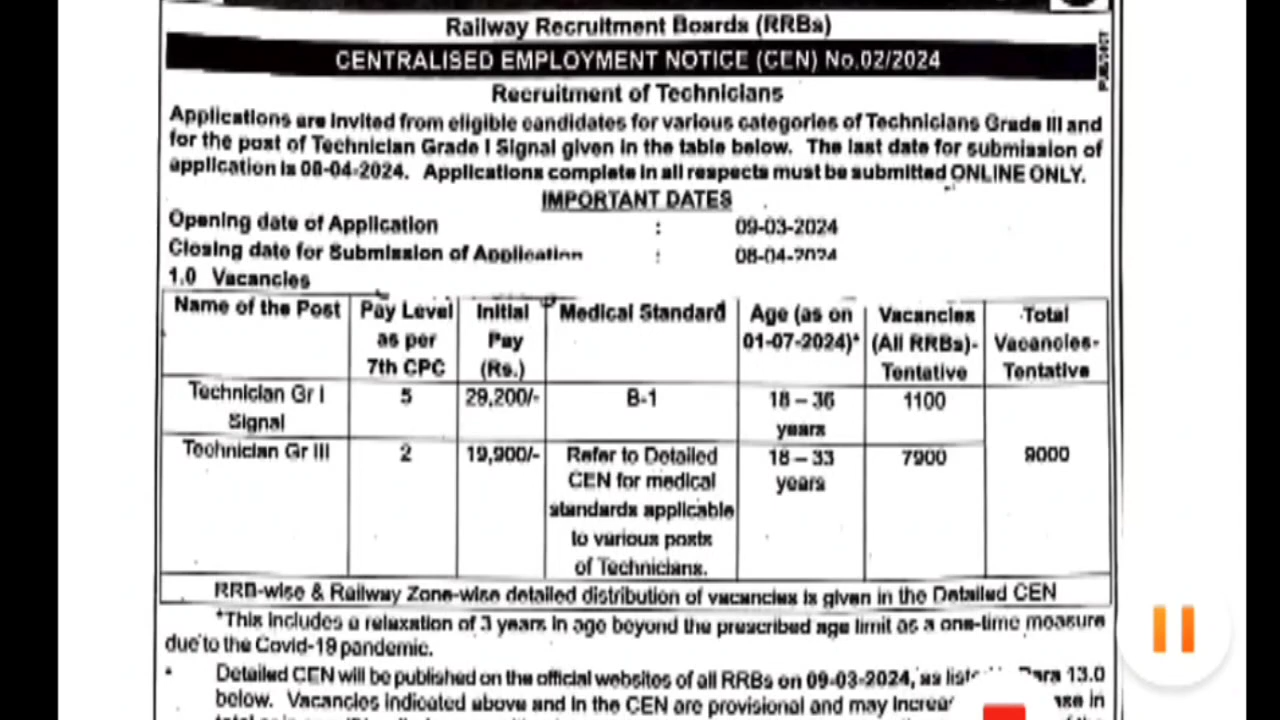 Railway Recruitment Boards (RRBs)
CENTRALISED EMPLOYMENT NOTICE (CEN) No.02/2024
Recruitment of Technicians
Applications are invited from eligible candidates for various categories of Technicians Grade III and
for the post of Technician Grade I Signal given in the table below. The last date for submission of
application is 08-04-2024. Applications complete in all respects must be submitted ONLINE ONLY.
IMPORTANT DATES
Opening date of Application : 09-03-2024
Closing date for Submission of Application : 08-04-2024
1.0 Vacancies
Name of the Post Pay Level Initial Medical Standard Age (as on Vacancies Total
as per Pay 01-07-2024)* (All RRBs)- Vacancies-
7th CPC (Rs.) Tentative Tentative
Technician Gr I 5 29,200/- B-1 18 – 36 1100
Signal years
Technician Gr III 2 19,900/- Refer to Detailed 18 – 33 7900 9000
CEN for medical years
standards applicable
to various posts
of Technicians.
RRB-wise & Railway Zone-wise detailed distribution of vacancies is given in the Detailed CEN
*This includes a relaxation of 3 years in age beyond the prescribed age limit as a one-time measure
due to the Covid-19 pandemic.
Detailed CEN will be published on the official websites of all RRBs on 09-03-2024, as Para 13.0
below. Vacancies indicated above and in the CEN are provisional and may in